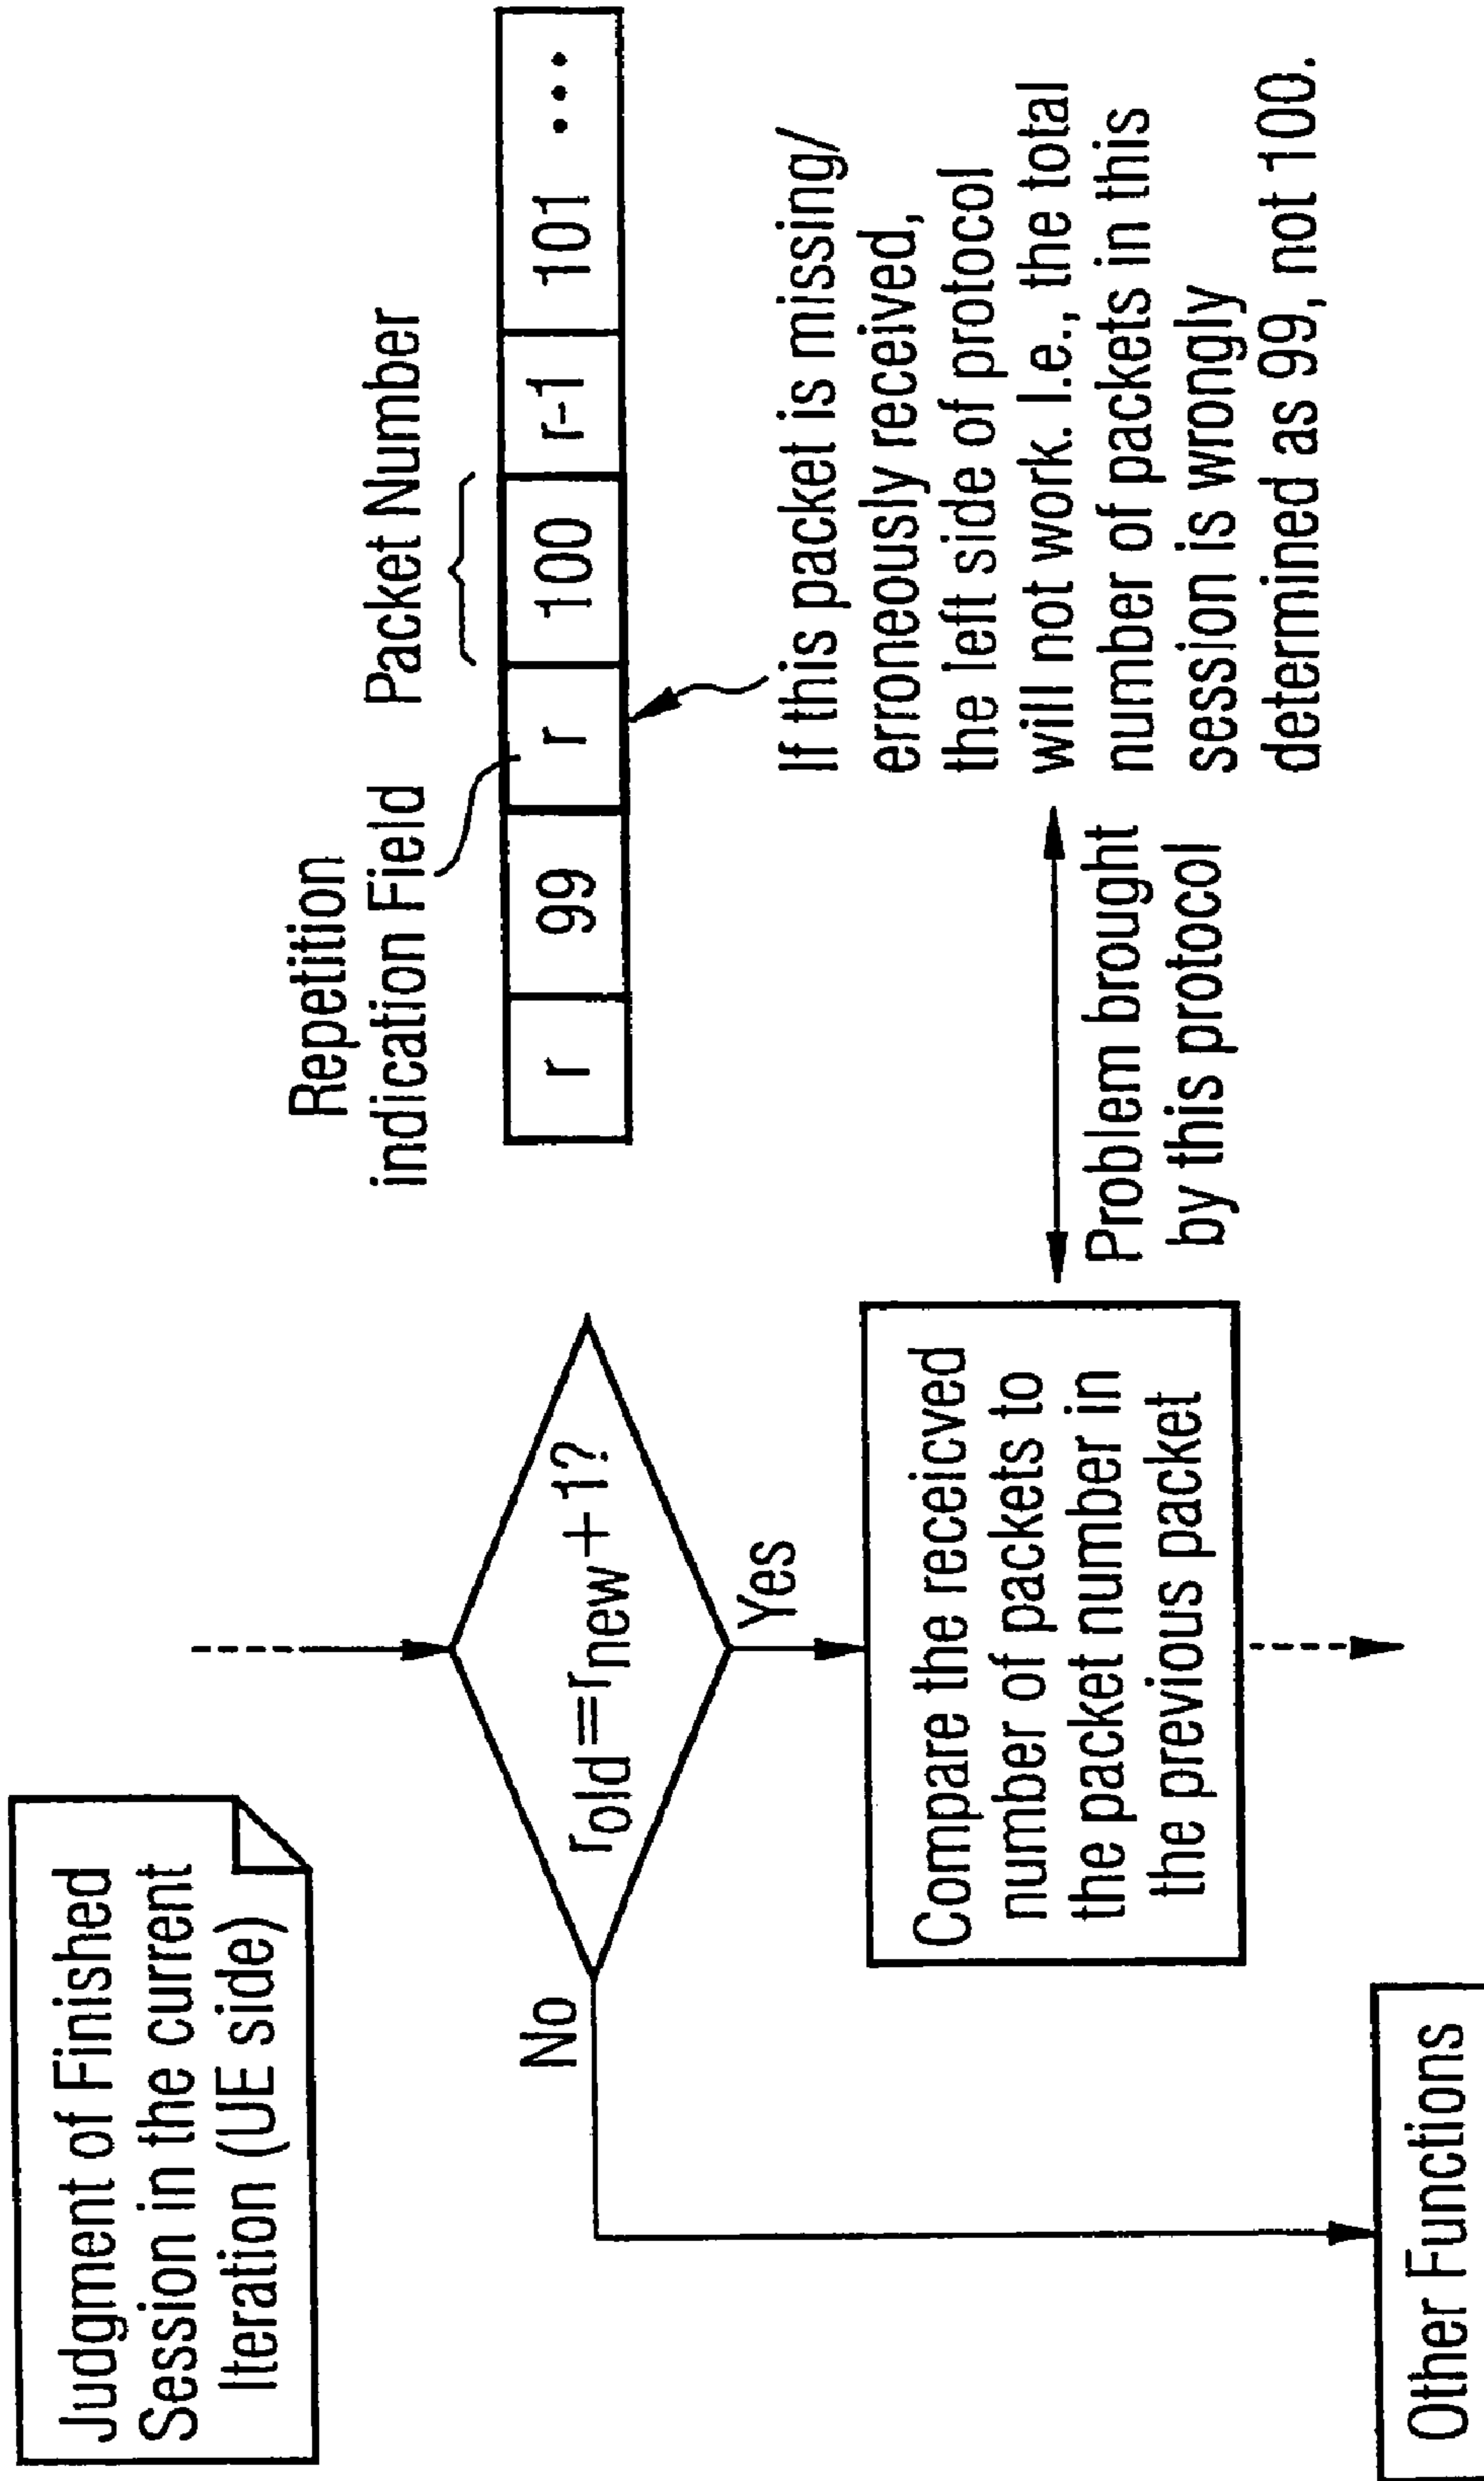 Judgment of Finished
Session in the current
Iteration (UE side)
rold=rnew+1?
No
Yes
Compare the receicved
number of packets to
the packet number in
the previous packet
Other Functions
Repetition
indication Field
Packet Number
r 99 r 100 r-1 101 •••
If this packet is missing/
erroneously received,
the left side of protocol
will not work. I.e., the total
number of packets in this
session is wrongly
determined as 99, not 100.
Problem brought
by this protocol